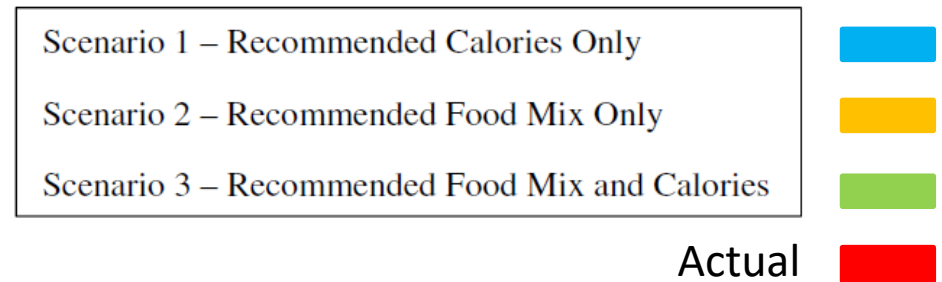 Scenario 1 – Recommended Calories Only
Scenario 2 – Recommended Food Mix Only
Scenario 3 – Recommended Food Mix and Calories
Actual